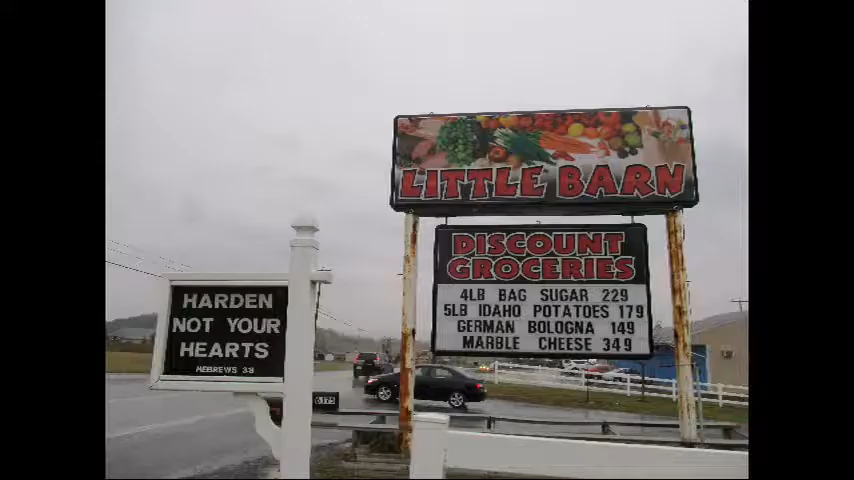 LITTLE BARN
DISCOUNT
GROCERIES
4LB BAG SUGAR 229
5LB IDAHO POTATOES 179
GERMAN BOLOGNA 149
MARBLE CHEESE 349
HARDEN
NOT YOUR
HEARTS
HEBREWS 3:8
6175